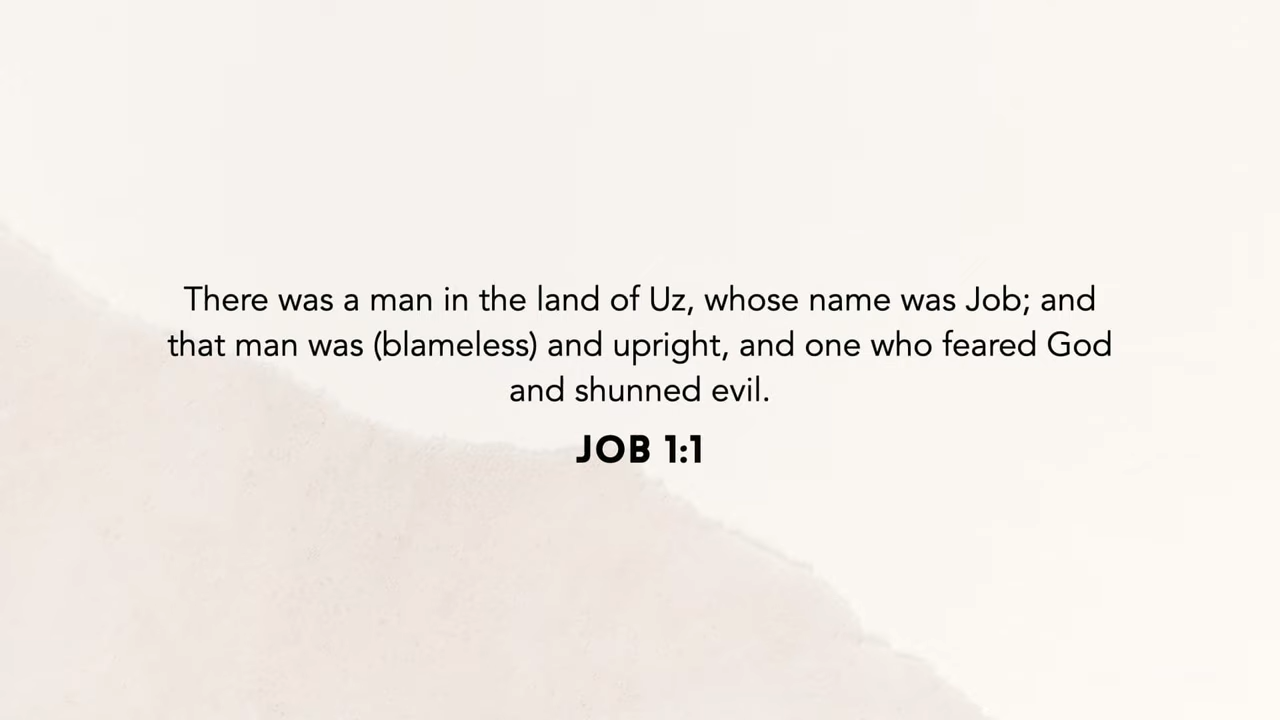 There was a man in the land of Uz, whose name was Job; and
that man was (blameless) and upright, and one who feared God
and shunned evil.
JOB 1:1